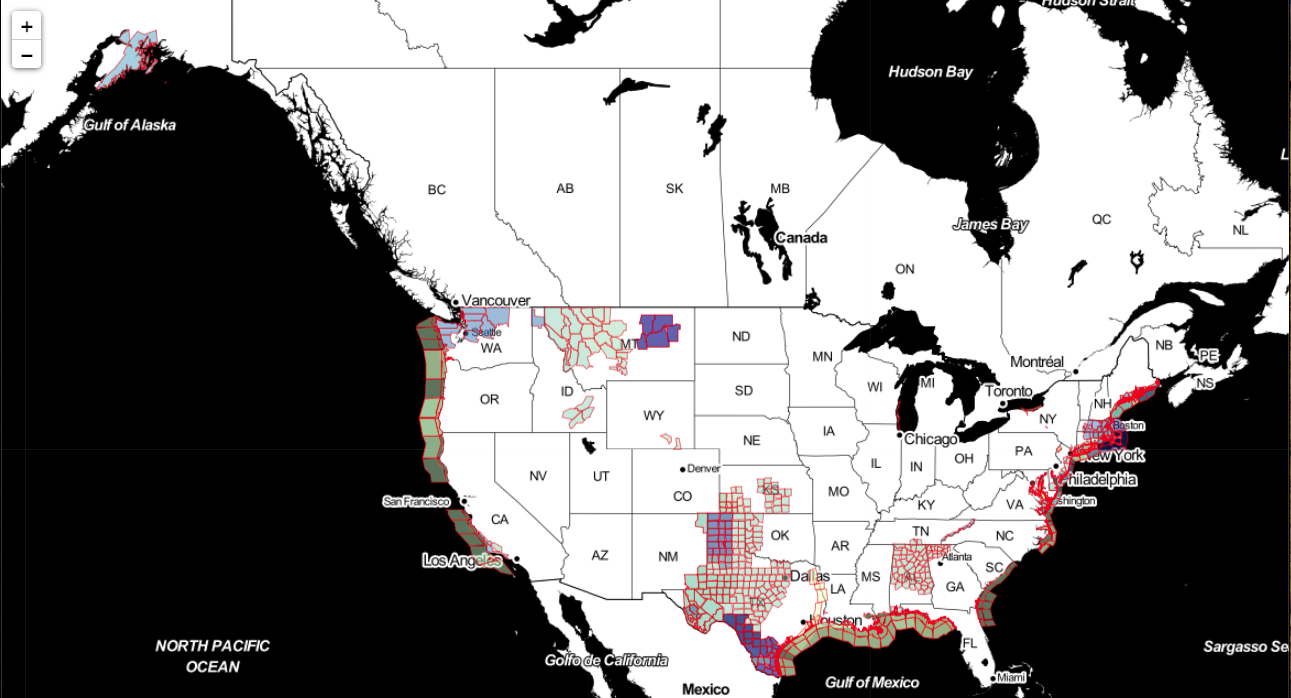 +
−
Hudson Strait
Hudson Bay
Gulf of Alaska
BC
AB
SK
MB
James Bay
QC
NL
Canada
ON
Vancouver
Seattle
WA
MT
ND
MN
Montréal
NB
PE
NS
OR
ID
SD
WI
MI
Toronto
NH
NY
WY
Boston
NE
IA
Chicago
PA
New York
NV
UT
Denver
IL
IN
OH
Philadelphia
CO
KS
MO
KY
VA
shington
San Francisco
CA
OK
TN
NC
AZ
NM
AR
Atlanta
Los Angeles
Dallas
MS
AL
GA
SC
LA
TX
Houston
NORTH PACIFIC
OCEAN
FL
Sargasso Se
Golfo de California
Miami
Mexico
Gulf of Mexico